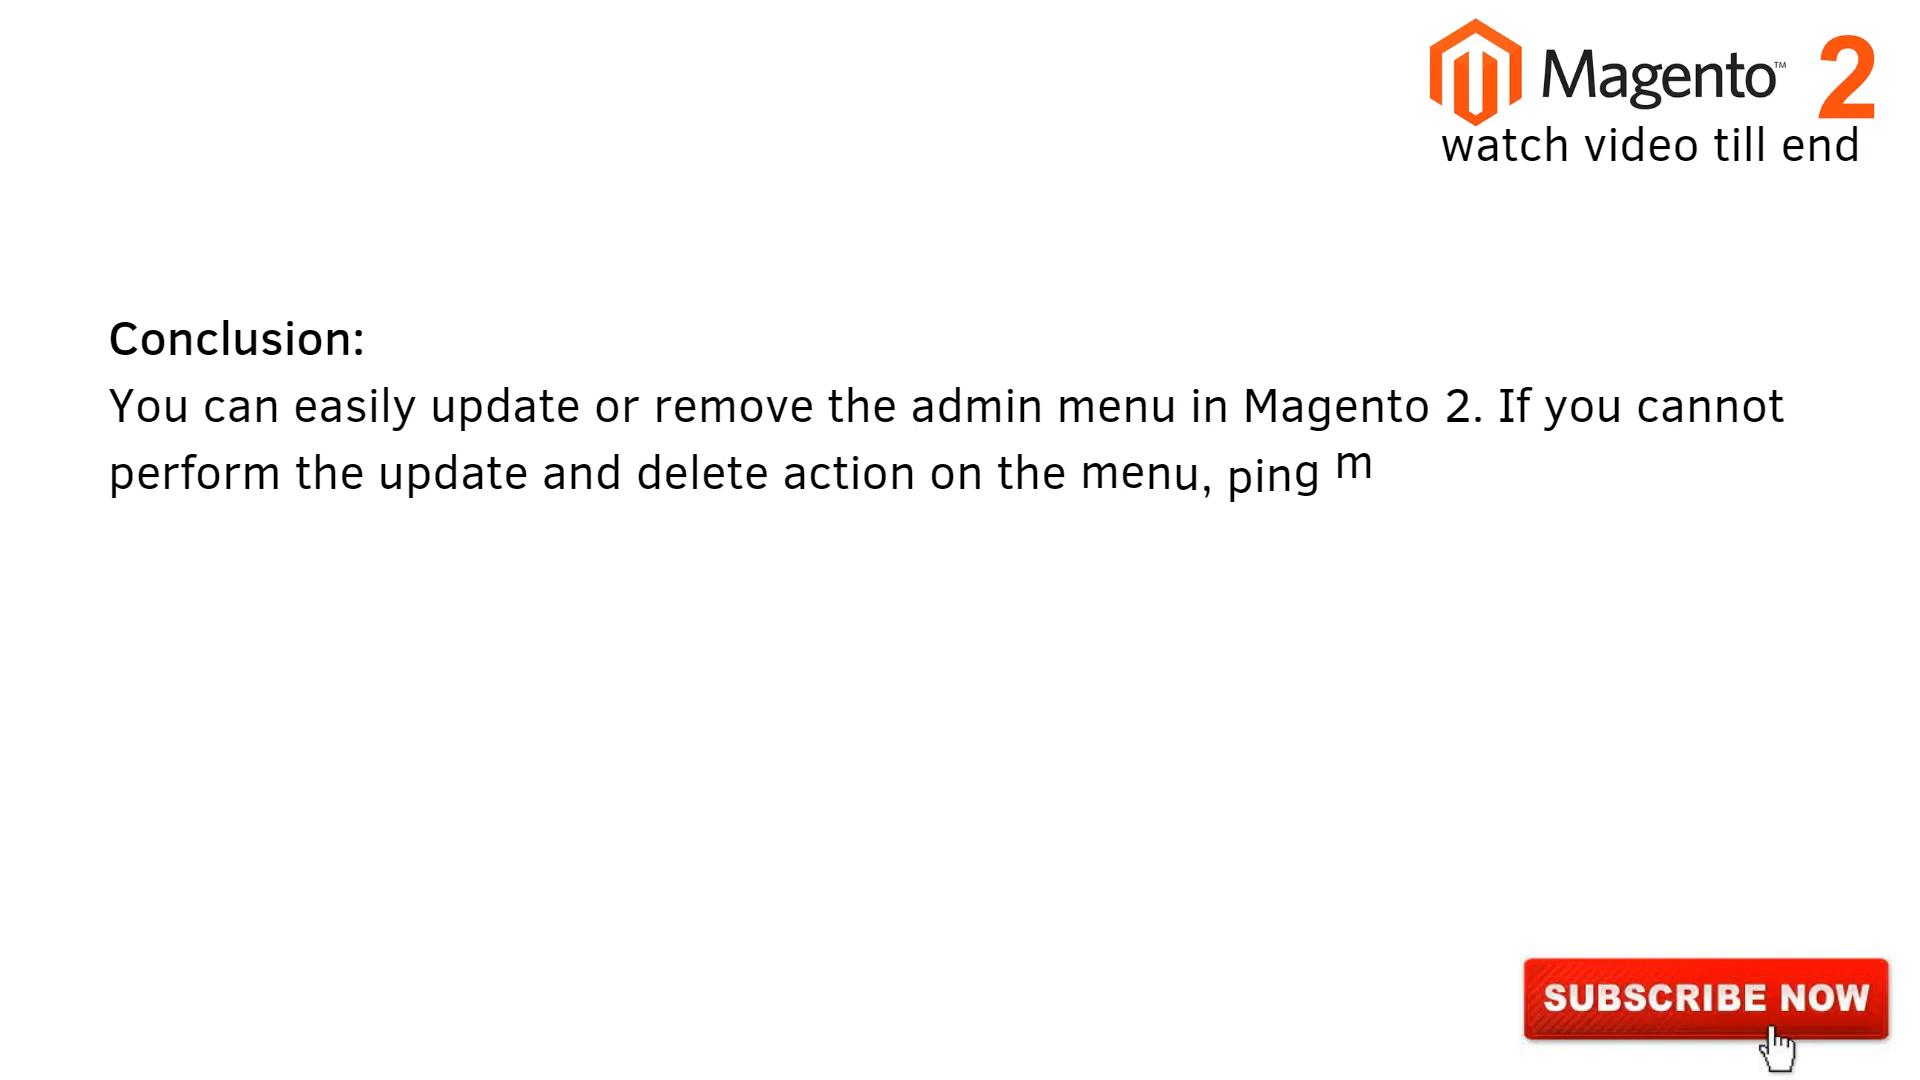 Magento™ 2
watch video till end
Conclusion:
You can easily update or remove the admin menu in Magento 2. If you cannot
perform the update and delete action on the menu, ping m
SUBSCRIBE NOW